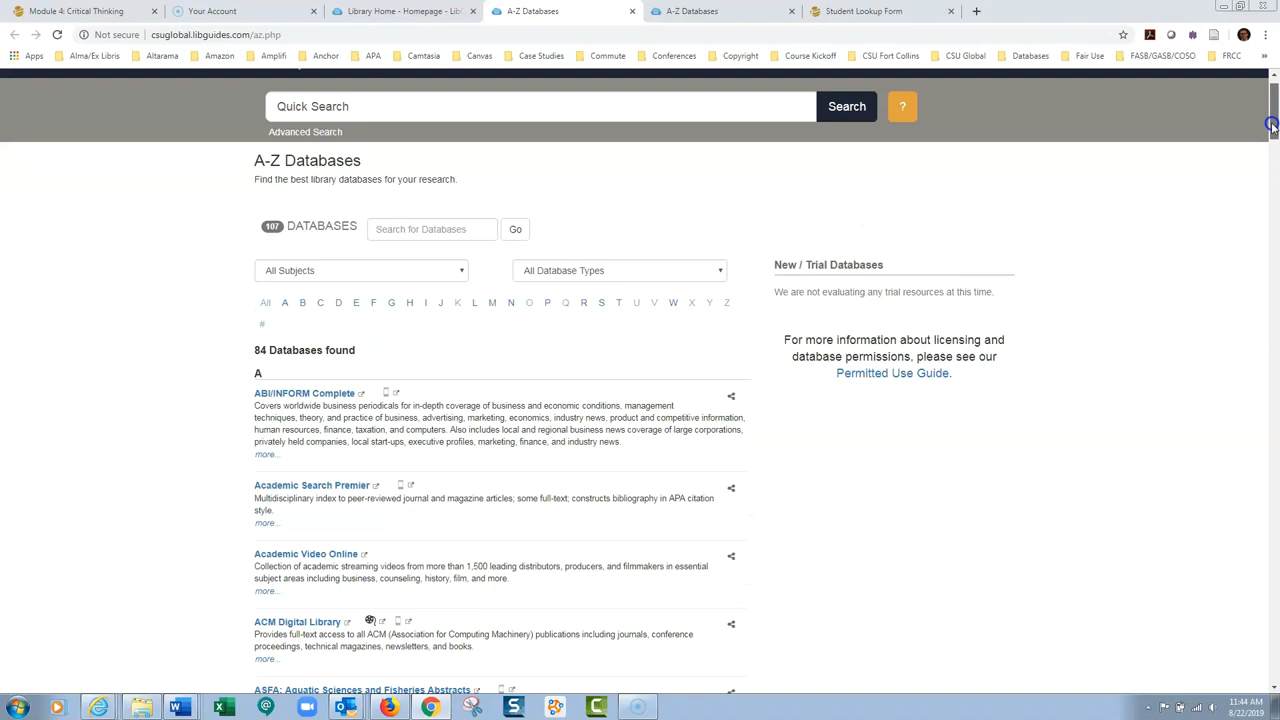 Module 4: Critical Thinking
Your Account
Library Home - Homepage - Lib
A-Z Databases
A-Z Databases
Student Lookup Form
Not secure
csuglobal.libguides.com/az.php
Apps
Alma/Ex Libris
Altarama
Amazon
Amplifi
Anchor
APA
Camtasia
Canvas
Case Studies
Commute
Conferences
Copyright
Course Kickoff
CSU Fort Collins
CSU Global
Databases
Fair Use
FASB/GASB/COSO
FRCC
Quick Search
Search
?
Advanced Search
A-Z Databases
Find the best library databases for your research.
107 DATABASES
Search for Databases
Go
All Subjects
All Database Types
All A B C D E F G H I J K L M N O P Q R S T U V W X Y Z
#
84 Databases found
A
ABI/INFORM Complete
Covers worldwide business periodicals for in-depth coverage of business and economic conditions, management
techniques, theory, and practice of business, advertising, marketing, economics, industry news, product and competitive information,
human resources, finance, taxation, and computers. Also includes local and regional business news coverage of large corporations,
privately held companies, local start-ups, executive profiles, marketing, finance, and industry news.
more...
Academic Search Premier
Multidisciplinary index to peer-reviewed journal and magazine articles; some full-text; constructs bibliography in APA citation
style.
more...
Academic Video Online
Collection of academic streaming videos from more than 1,500 leading distributors, producers, and filmmakers in essential
subject areas including business, counseling, history, film, and more.
more...
ACM Digital Library
Provides full-text access to all ACM (Association for Computing Machinery) publications including journals, conference
proceedings, technical magazines, newsletters, and books.
more...
ASFA: Aquatic Sciences and Fisheries Abstracts
New / Trial Databases
We are not evaluating any trial resources at this time.
For more information about licensing and
database permissions, please see our
Permitted Use Guide.
11:44 AM
8/22/2019